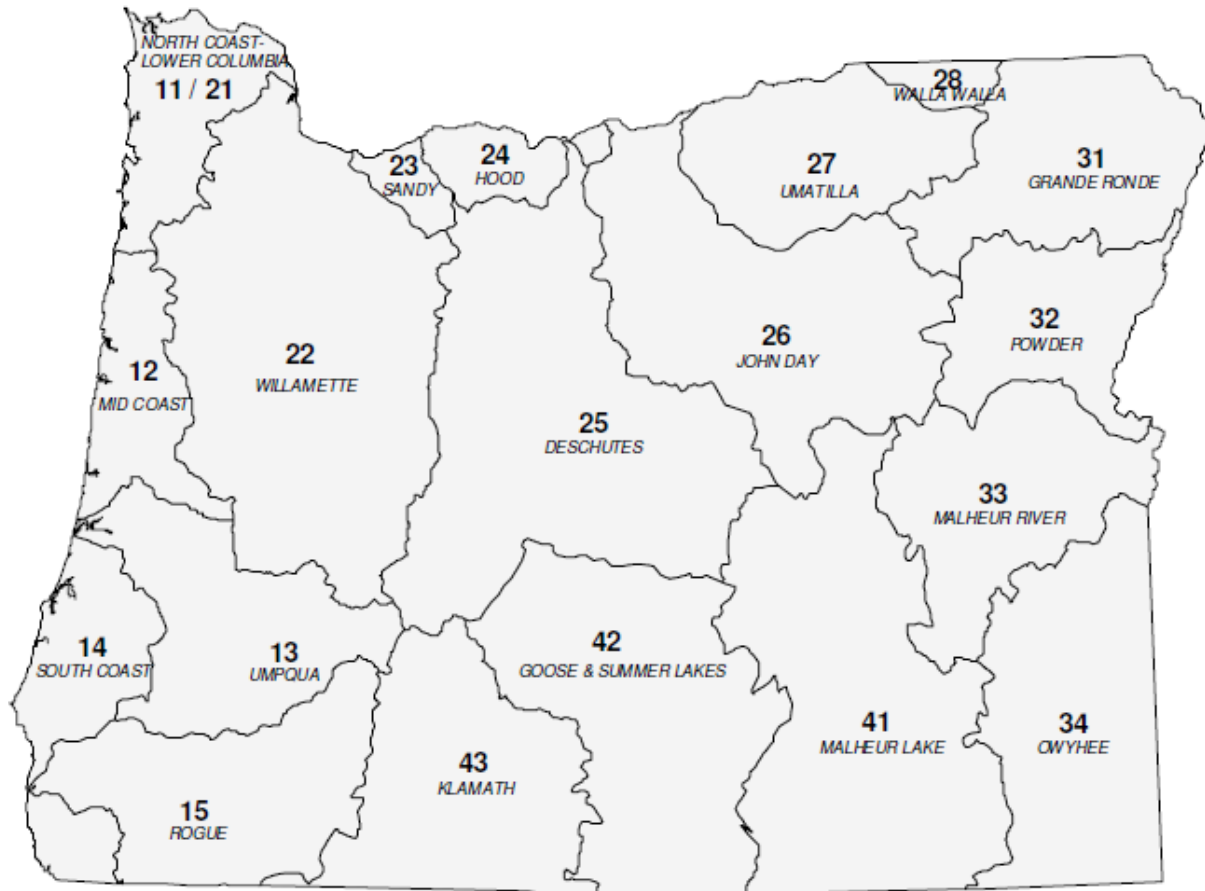 NORTH COAST-
LOWER COLUMBIA
11 / 21
28
WALLA WALLA
23
SANDY
24
HOOD
27
UMATILLA
31
GRANDE RONDE
12
MID COAST
22
WILLAMETTE
26
JOHN DAY
32
POWDER
25
DESCHUTES
33
MALHEUR RIVER
14
SOUTH COAST
13
UMPQUA
42
GOOSE & SUMMER LAKES
41
MALHEUR LAKE
34
OWYHEE
43
KLAMATH
15
ROGUE